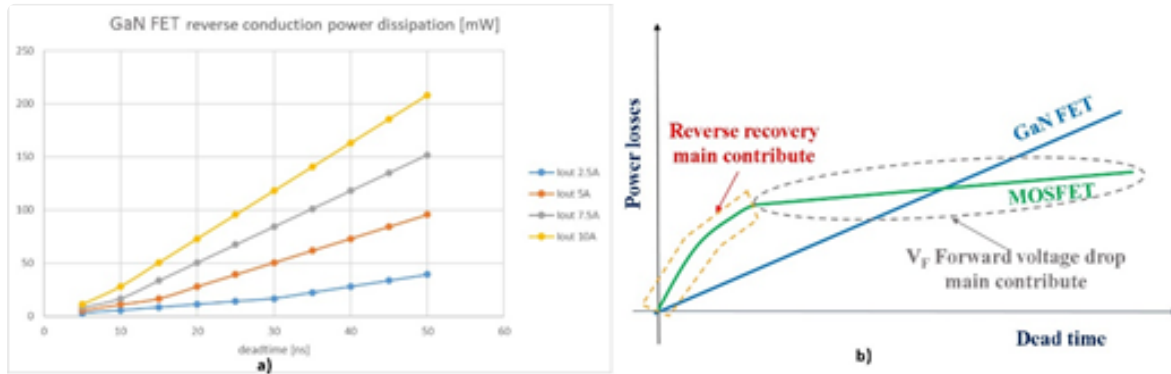 GaN FET reverse conduction power dissipation [mW]
250
200
150
100
50
0
0
10
20
30
40
50
60
deadtime [ns]
Iout 2.5A
Iout 5A
Iout 7.5A
Iout 10A
a)
Power losses
Reverse recovery
main contribute
GaN FET
MOSFET
V_F Forward voltage drop
main contribute
Dead time
b)